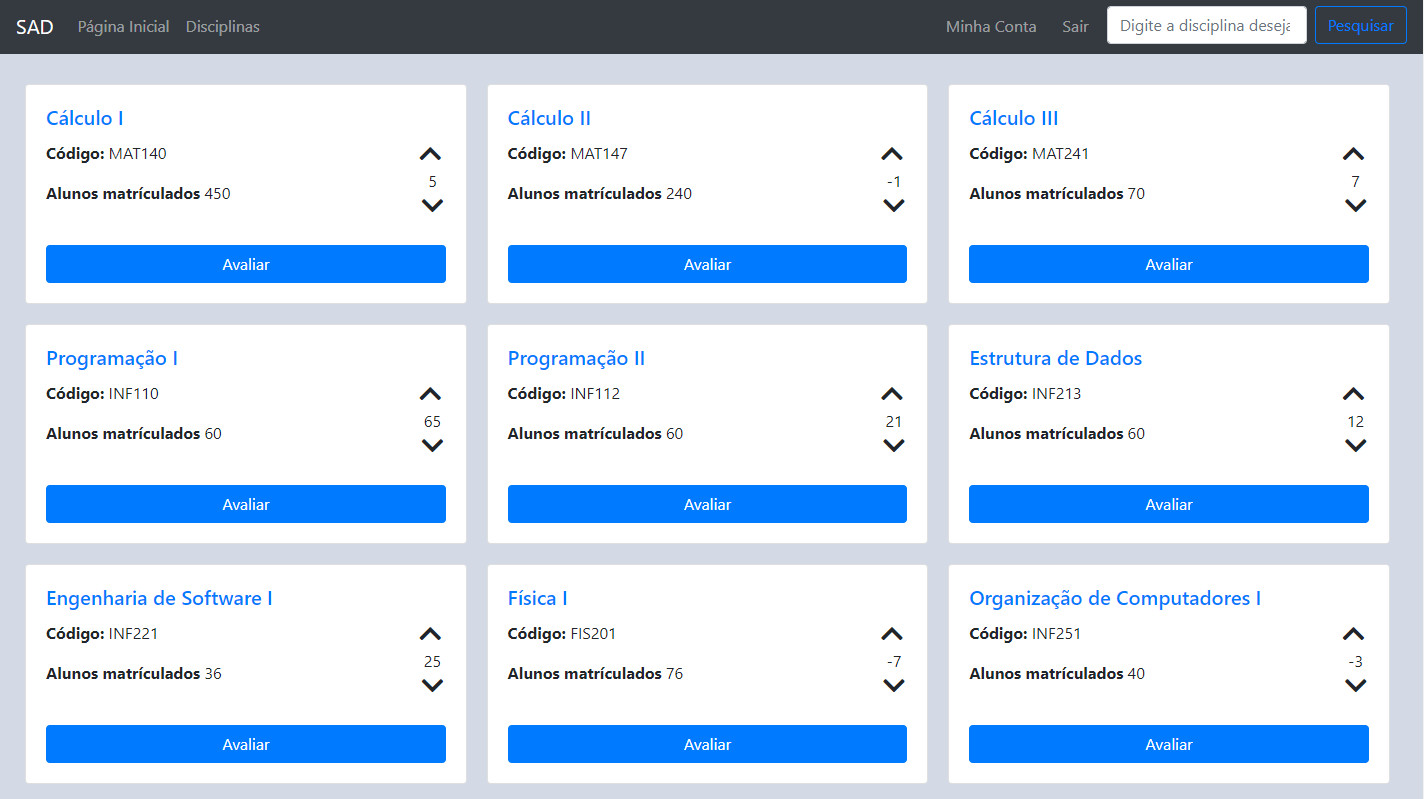 SAD Página Inicial Disciplinas Minha Conta Sair Digite a disciplina deseja Pesquisar
Cálculo I
Código: MAT140
5
Alunos matrículados 450
Avaliar
Cálculo II
Código: MAT147
-1
Alunos matrículados 240
Avaliar
Cálculo III
Código: MAT241
7
Alunos matrículados 70
Avaliar
Programação I
Código: INF110
65
Alunos matrículados 60
Avaliar
Programação II
Código: INF112
21
Alunos matrículados 60
Avaliar
Estrutura de Dados
Código: INF213
12
Alunos matrículados 60
Avaliar
Engenharia de Software I
Código: INF221
25
Alunos matrículados 36
Avaliar
Física I
Código: FIS201
-7
Alunos matrículados 76
Avaliar
Organização de Computadores I
Código: INF251
-3
Alunos matrículados 40
Avaliar